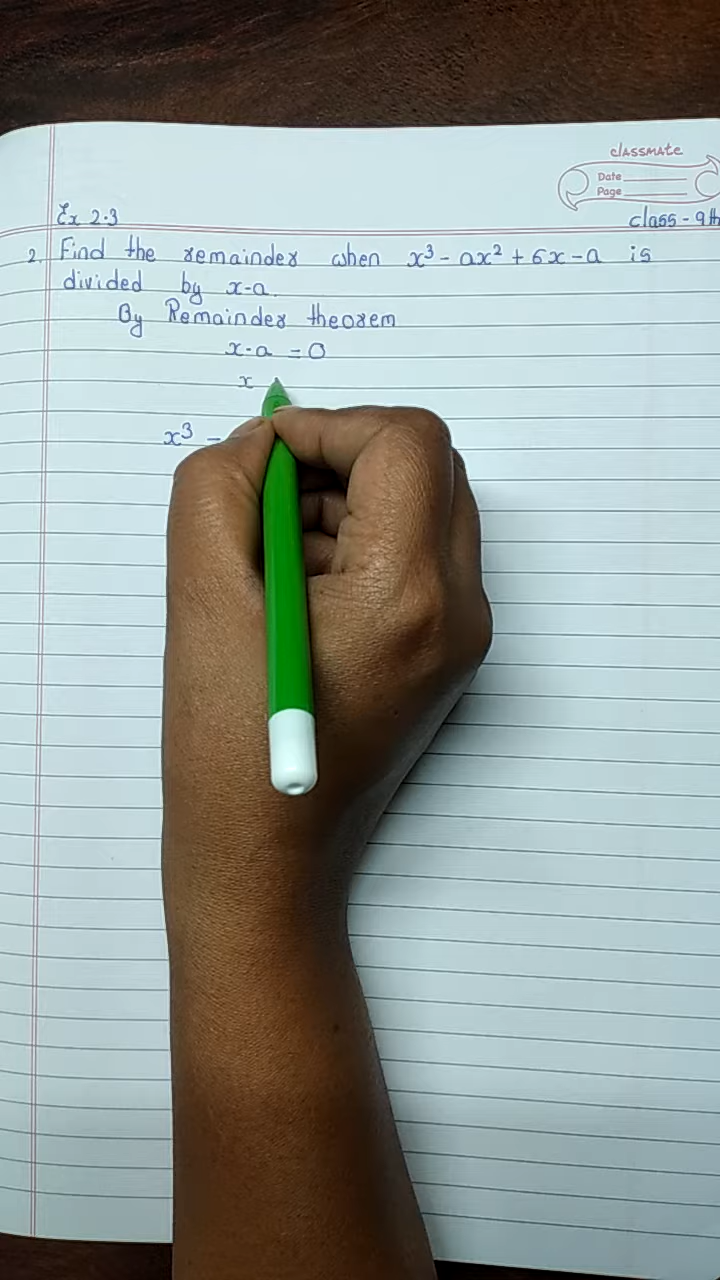 classmate
Date
Page
Ex 2.3
class - 9th
2. Find the remainder when x³ - ax² + 6x - a is
divided by x-a.
By Remainder theorem
x-a = 0
x
x³ -